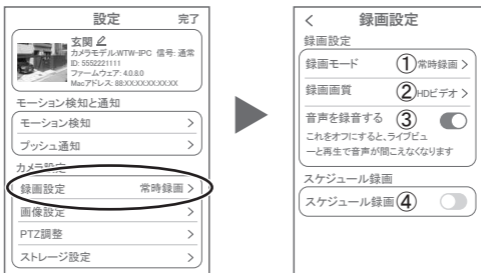 設定
完了
玄関
カメラモデル:WTW-IPC 信号: 通常
ID: 5552221111
ファームウェア: 4.0.8.0
Macアドレス: 88:XX:XX:XX:XX:XX
モーション検知と通知
モーション検知 >
プッシュ通知 >
カメラ設定
録画設定 常時録画 >
画像設定 >
PTZ調整 >
ストレージ設定 >
< 録画設定
録画設定
録画モード ①常時録画 >
録画画質 ②HDビデオ >
音声を録音する ③
これをオフにすると、ライブビュ
ーと再生で音声が聞こえなくなります
スケジュール録画
スケジュール録画④